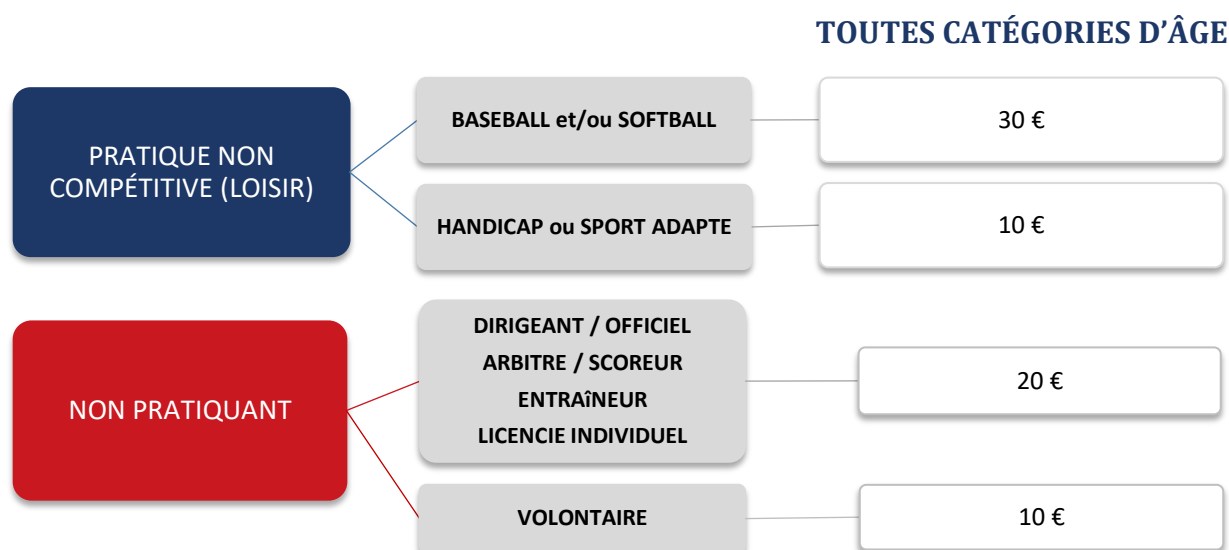 TOUTES CATÉGORIES D’ÂGE
PRATIQUE NON
COMPÉTITIVE (LOISIR)
BASEBALL et/ou SOFTBALL
30 €
HANDICAP ou SPORT ADAPTE
10 €
NON PRATIQUANT
DIRIGEANT / OFFICIEL
ARBITRE / SCOREUR
ENTRAîNEUR
LICENCIE INDIVIDUEL
20 €
VOLONTAIRE
10 €